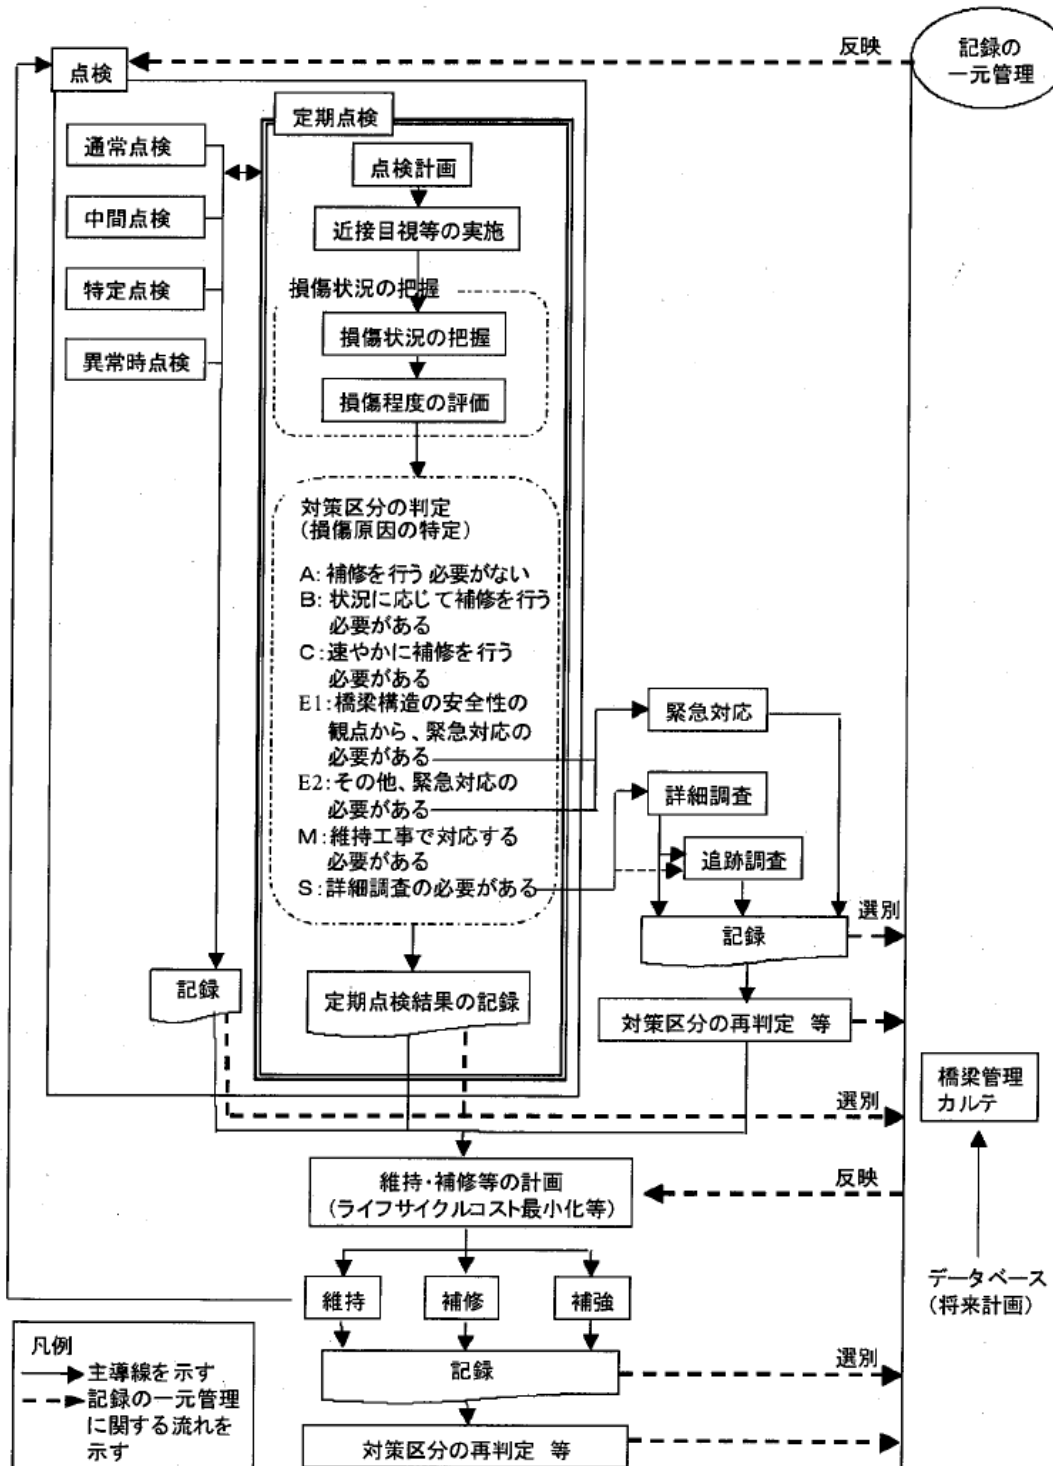 反映
記録の
一元管理
点検
定期点検
通常点検
中間点検
特定点検
異常時点検
点検計画
近接目視等の実施
損傷状況の把握
損傷状況の把握
損傷程度の評価
対策区分の判定
(損傷原因の特定)
A:補修を行う必要がない
B:状況に応じて補修を行う
必要がある
C:速やかに補修を行う
必要がある
E1:橋梁構造の安全性の
観点から、緊急対応の
必要がある
E2:その他、緊急対応の
必要がある
M:維持工事で対応する
必要がある
S:詳細調査の必要がある
緊急対応
詳細調査
追跡調査
記録
選別
対策区分の再判定 等
記録
定期点検結果の記録
選別
橋梁管理
カルテ
データベース
(将来計画)
維持・補修等の計画
(ライフサイクルコスト最小化等)
反映
維持
補修
補強
記録
選別
対策区分の再判定 等
凡例
主導線を示す
記録の一元管理
に関する流れを
示す